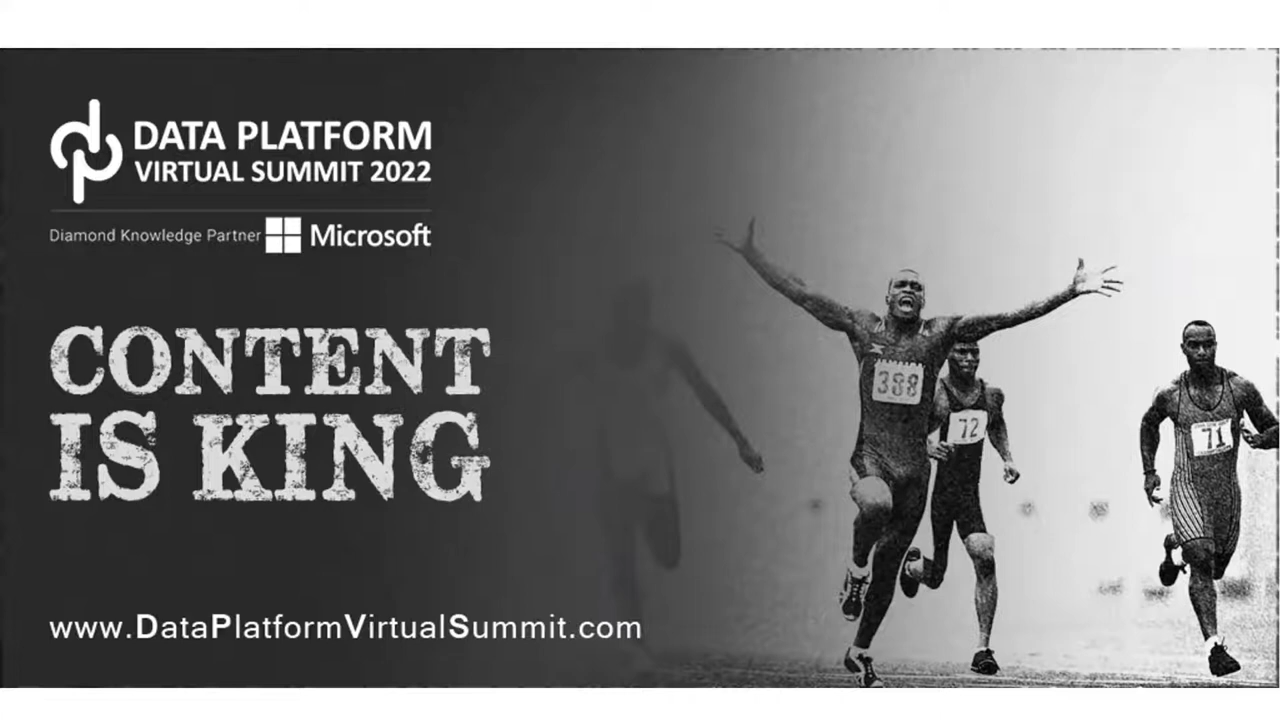 DATA PLATFORM
VIRTUAL SUMMIT 2022
Diamond Knowledge Partner Microsoft
CONTENT
IS KING
www.DataPlatformVirtualSummit.com
388
72
71